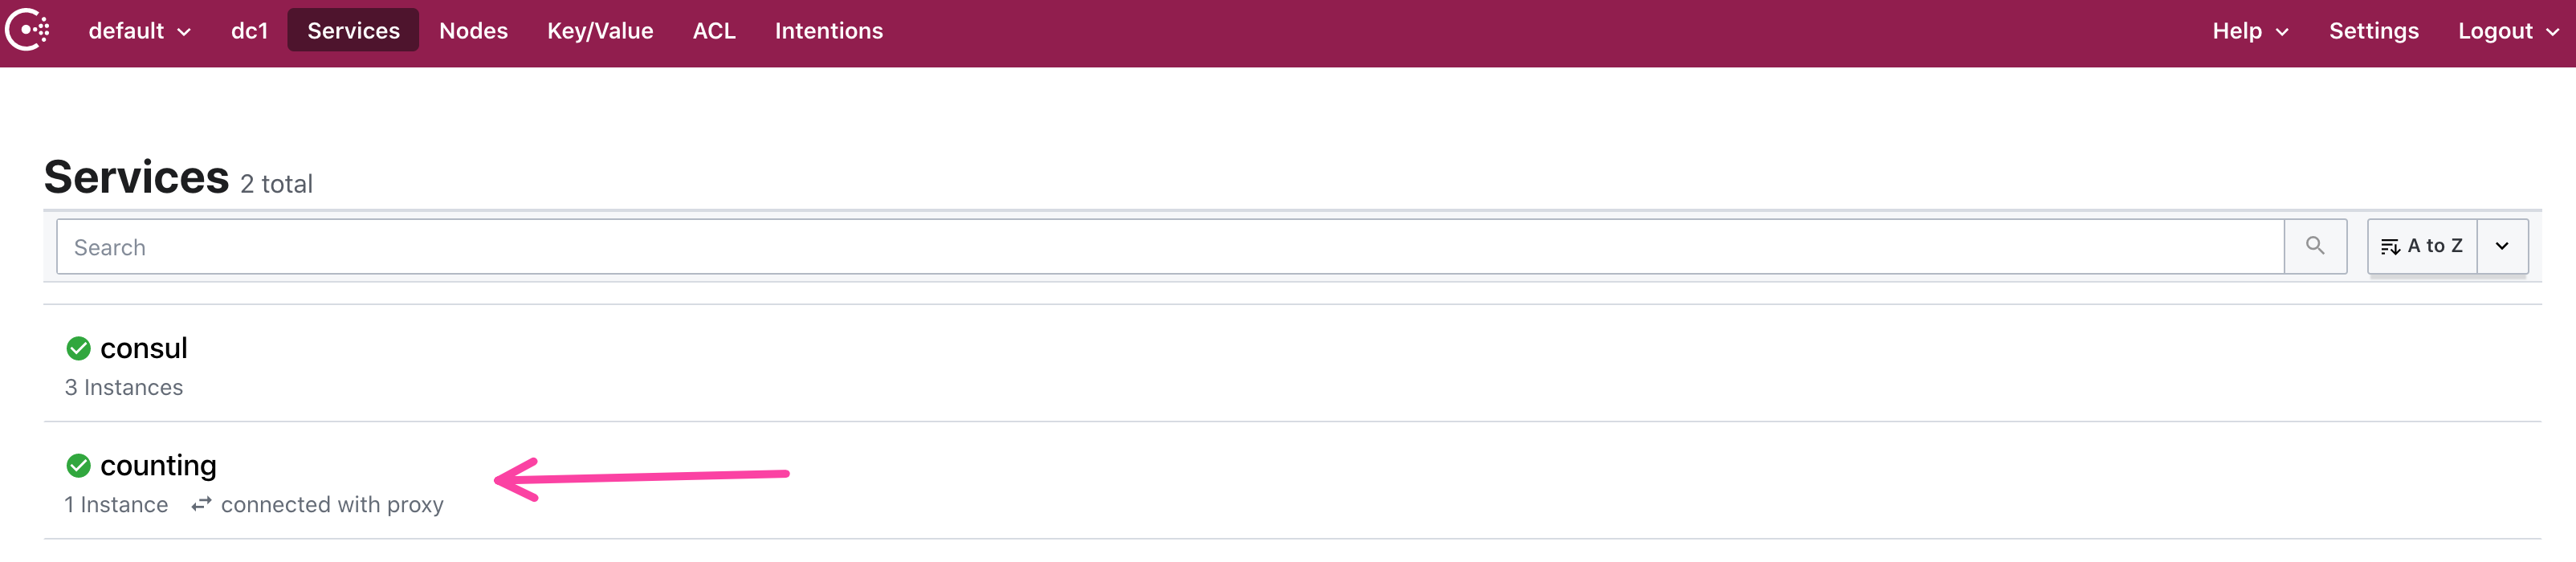 default dc1 Services Nodes Key/Value ACL Intentions Help Settings Logout
Services 2 total
Search A to Z
consul
3 Instances
counting
1 Instance connected with proxy